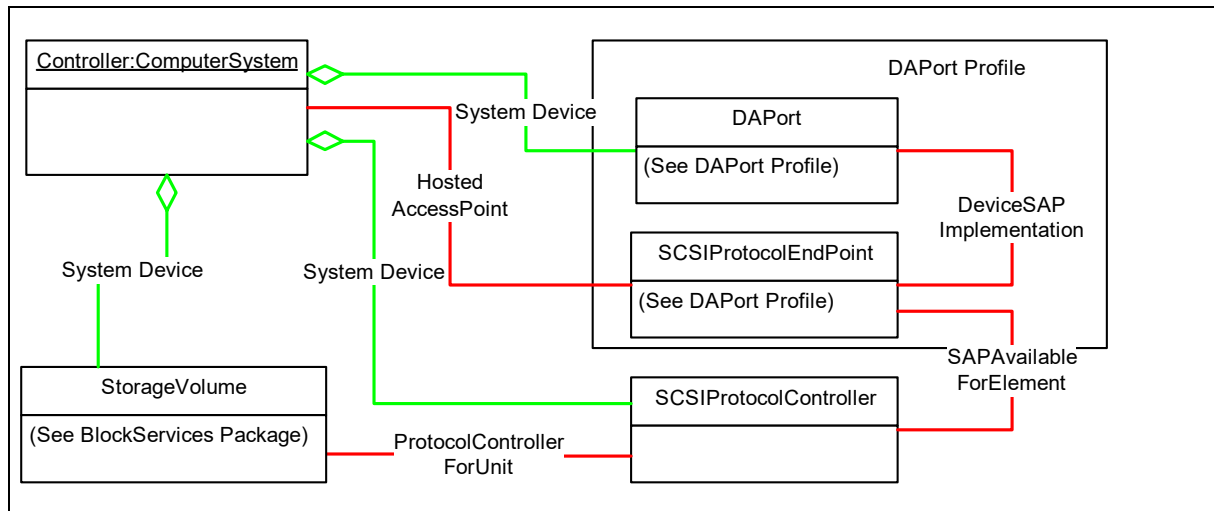 Controller:ComputerSystem
DAPort Profile
System Device
DAPort
(See DAPort Profile)
Hosted
AccessPoint
DeviceSAP
Implementation
System Device
System Device
SCSIProtocolEndPoint
(See DAPort Profile)
SAPAvailable
ForElement
StorageVolume
(See BlockServices Package)
SCSIProtocolController
ProtocolController
ForUnit